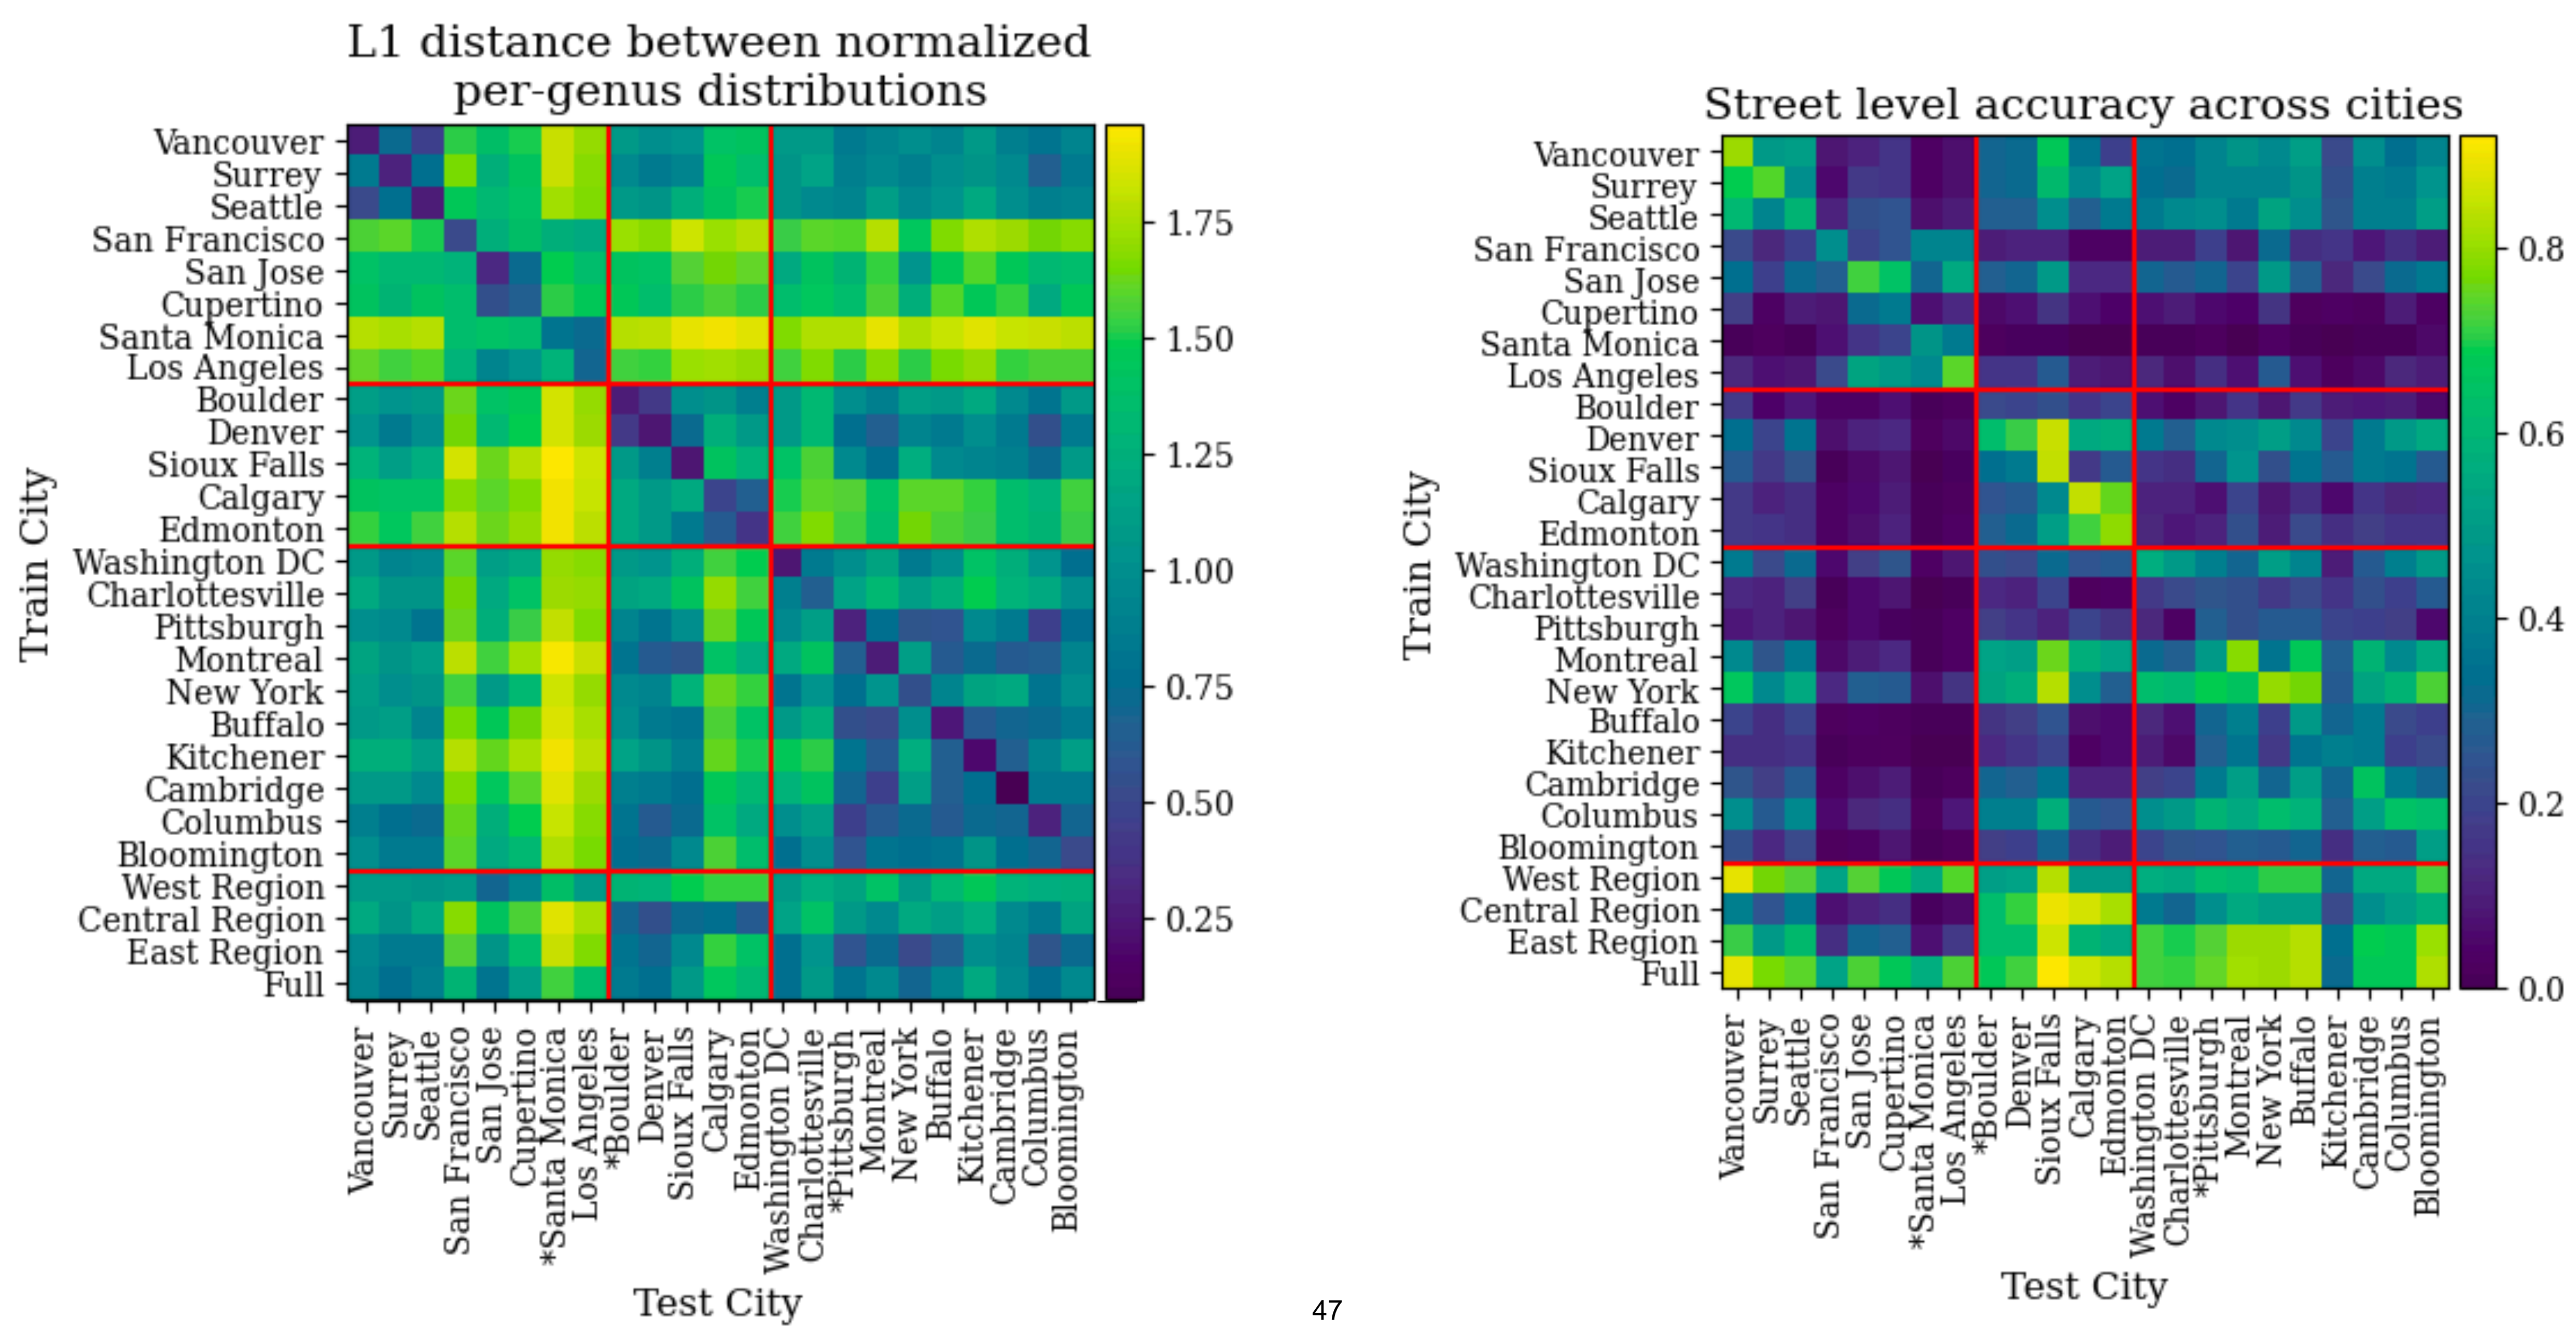 L1 distance between normalized
per-genus distributions
Train City
Vancouver
Surrey
Seattle
San Francisco
San Jose
Cupertino
Santa Monica
Los Angeles
Boulder
Denver
Sioux Falls
Calgary
Edmonton
Washington DC
Charlottesville
Pittsburgh
Montreal
New York
Buffalo
Kitchener
Cambridge
Columbus
Bloomington
West Region
Central Region
East Region
Full
1.75
1.50
1.25
1.00
0.75
0.50
0.25
Vancouver
Surrey
Seattle
San Francisco
San Jose
Cupertino
*Santa Monica
Los Angeles
*Boulder
Denver
Sioux Falls
Calgary
Edmonton
Washington DC
Charlottesville
*Pittsburgh
Montreal
New York
Buffalo
Kitchener
Cambridge
Columbus
Bloomington
Test City
Street level accuracy across cities
Train City
Vancouver
Surrey
Seattle
San Francisco
San Jose
Cupertino
Santa Monica
Los Angeles
Boulder
Denver
Sioux Falls
Calgary
Edmonton
Washington DC
Charlottesville
Pittsburgh
Montreal
New York
Buffalo
Kitchener
Cambridge
Columbus
Bloomington
West Region
Central Region
East Region
Full
0.8
0.6
0.4
0.2
0.0
Vancouver
Surrey
Seattle
San Francisco
San Jose
Cupertino
*Santa Monica
Los Angeles
*Boulder
Denver
Sioux Falls
Calgary
Edmonton
Washington DC
Charlottesville
*Pittsburgh
Montreal
New York
Buffalo
Kitchener
Cambridge
Columbus
Bloomington
Test City
47